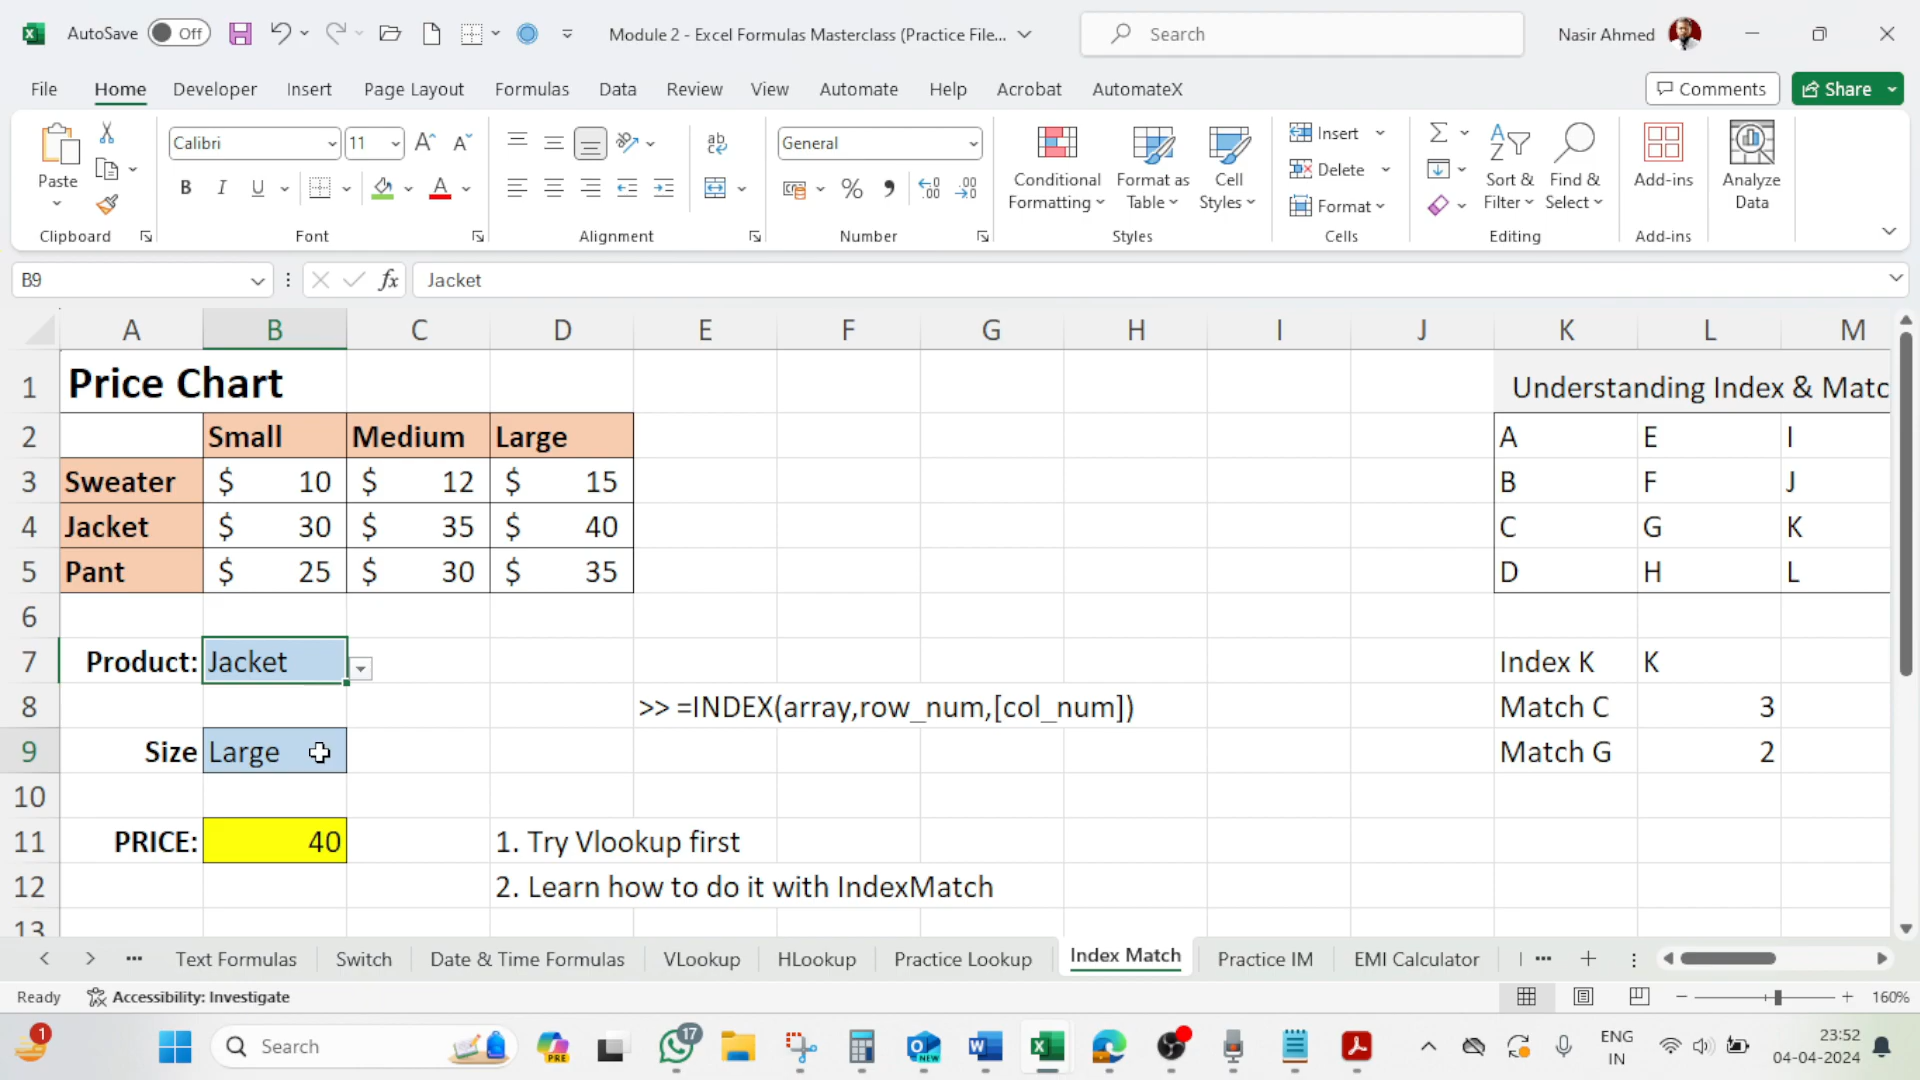 AutoSave Off Module 2 - Excel Formulas Masterclass (Practice File... Search Nasir Ahmed
File Home Developer Insert Page Layout Formulas Data Review View Automate Help Acrobat AutomateX Comments Share
Paste Calibri 11 General Conditional Formatting Format as Table Cell Styles Insert Delete Format Sort & Filter Find & Select Add-ins Analyze Data
Clipboard Font Alignment Number Styles Cells Editing Add-ins
B9 fx Jacket
A B C D E F G H I J K L M
1 Price Chart Understanding Index & Matc
2 Small Medium Large A E I
3 Sweater $ 10 $ 12 $ 15 B F J
4 Jacket $ 30 $ 35 $ 40 C G K
5 Pant $ 25 $ 30 $ 35 D H L
6
7 Product: Jacket Index K K
8 >> =INDEX(array,row_num,[col_num]) Match C 3
9 Size Large Match G 2
10
11 PRICE: 40 1. Try Vlookup first
12 2. Learn how to do it with IndexMatch
13
Text Formulas Switch Date & Time Formulas VLookup HLookup Practice Lookup Index Match Practice IM EMI Calculator
Ready Accessibility: Investigate 160%
1 Search PRE 17 NEW ENG IN 23:52
04-04-2024